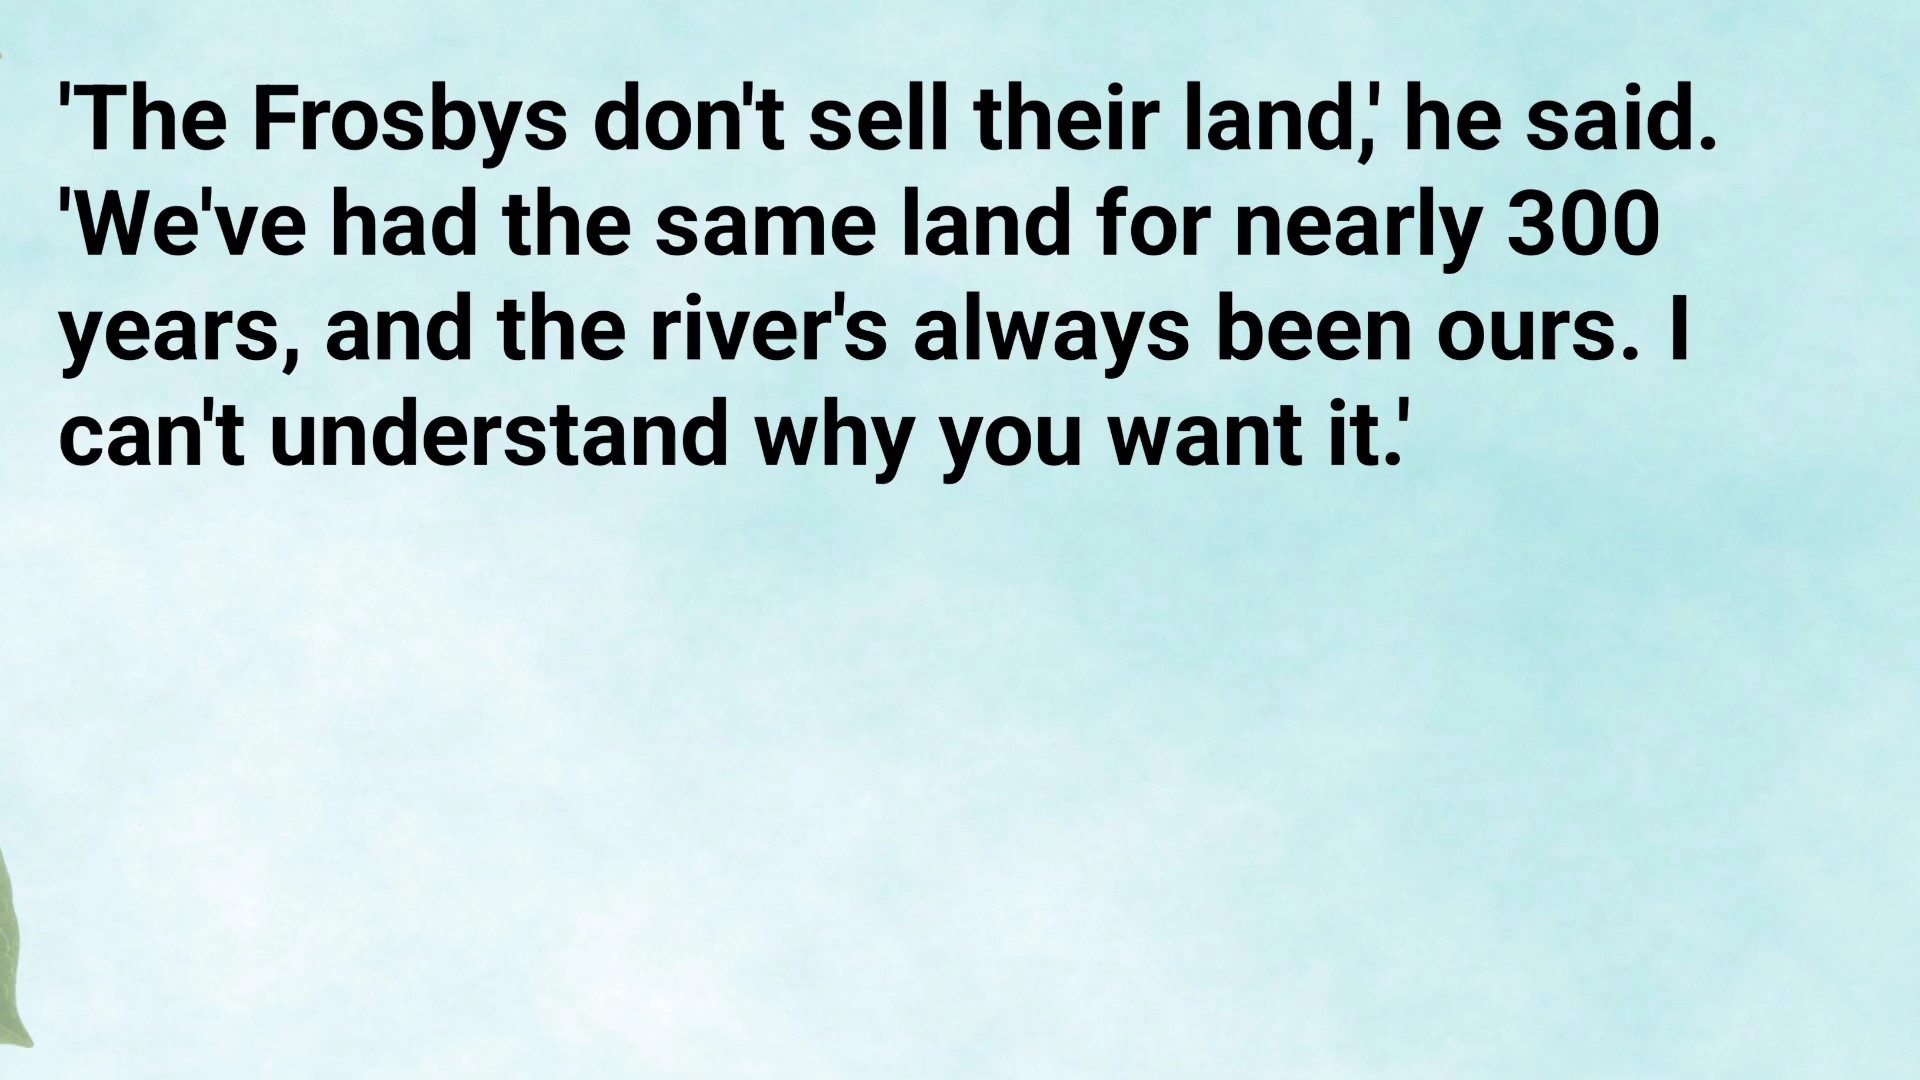 'The Frosbys don't sell their land,' he said.
'We've had the same land for nearly 300
years, and the river's always been ours. I
can't understand why you want it.'